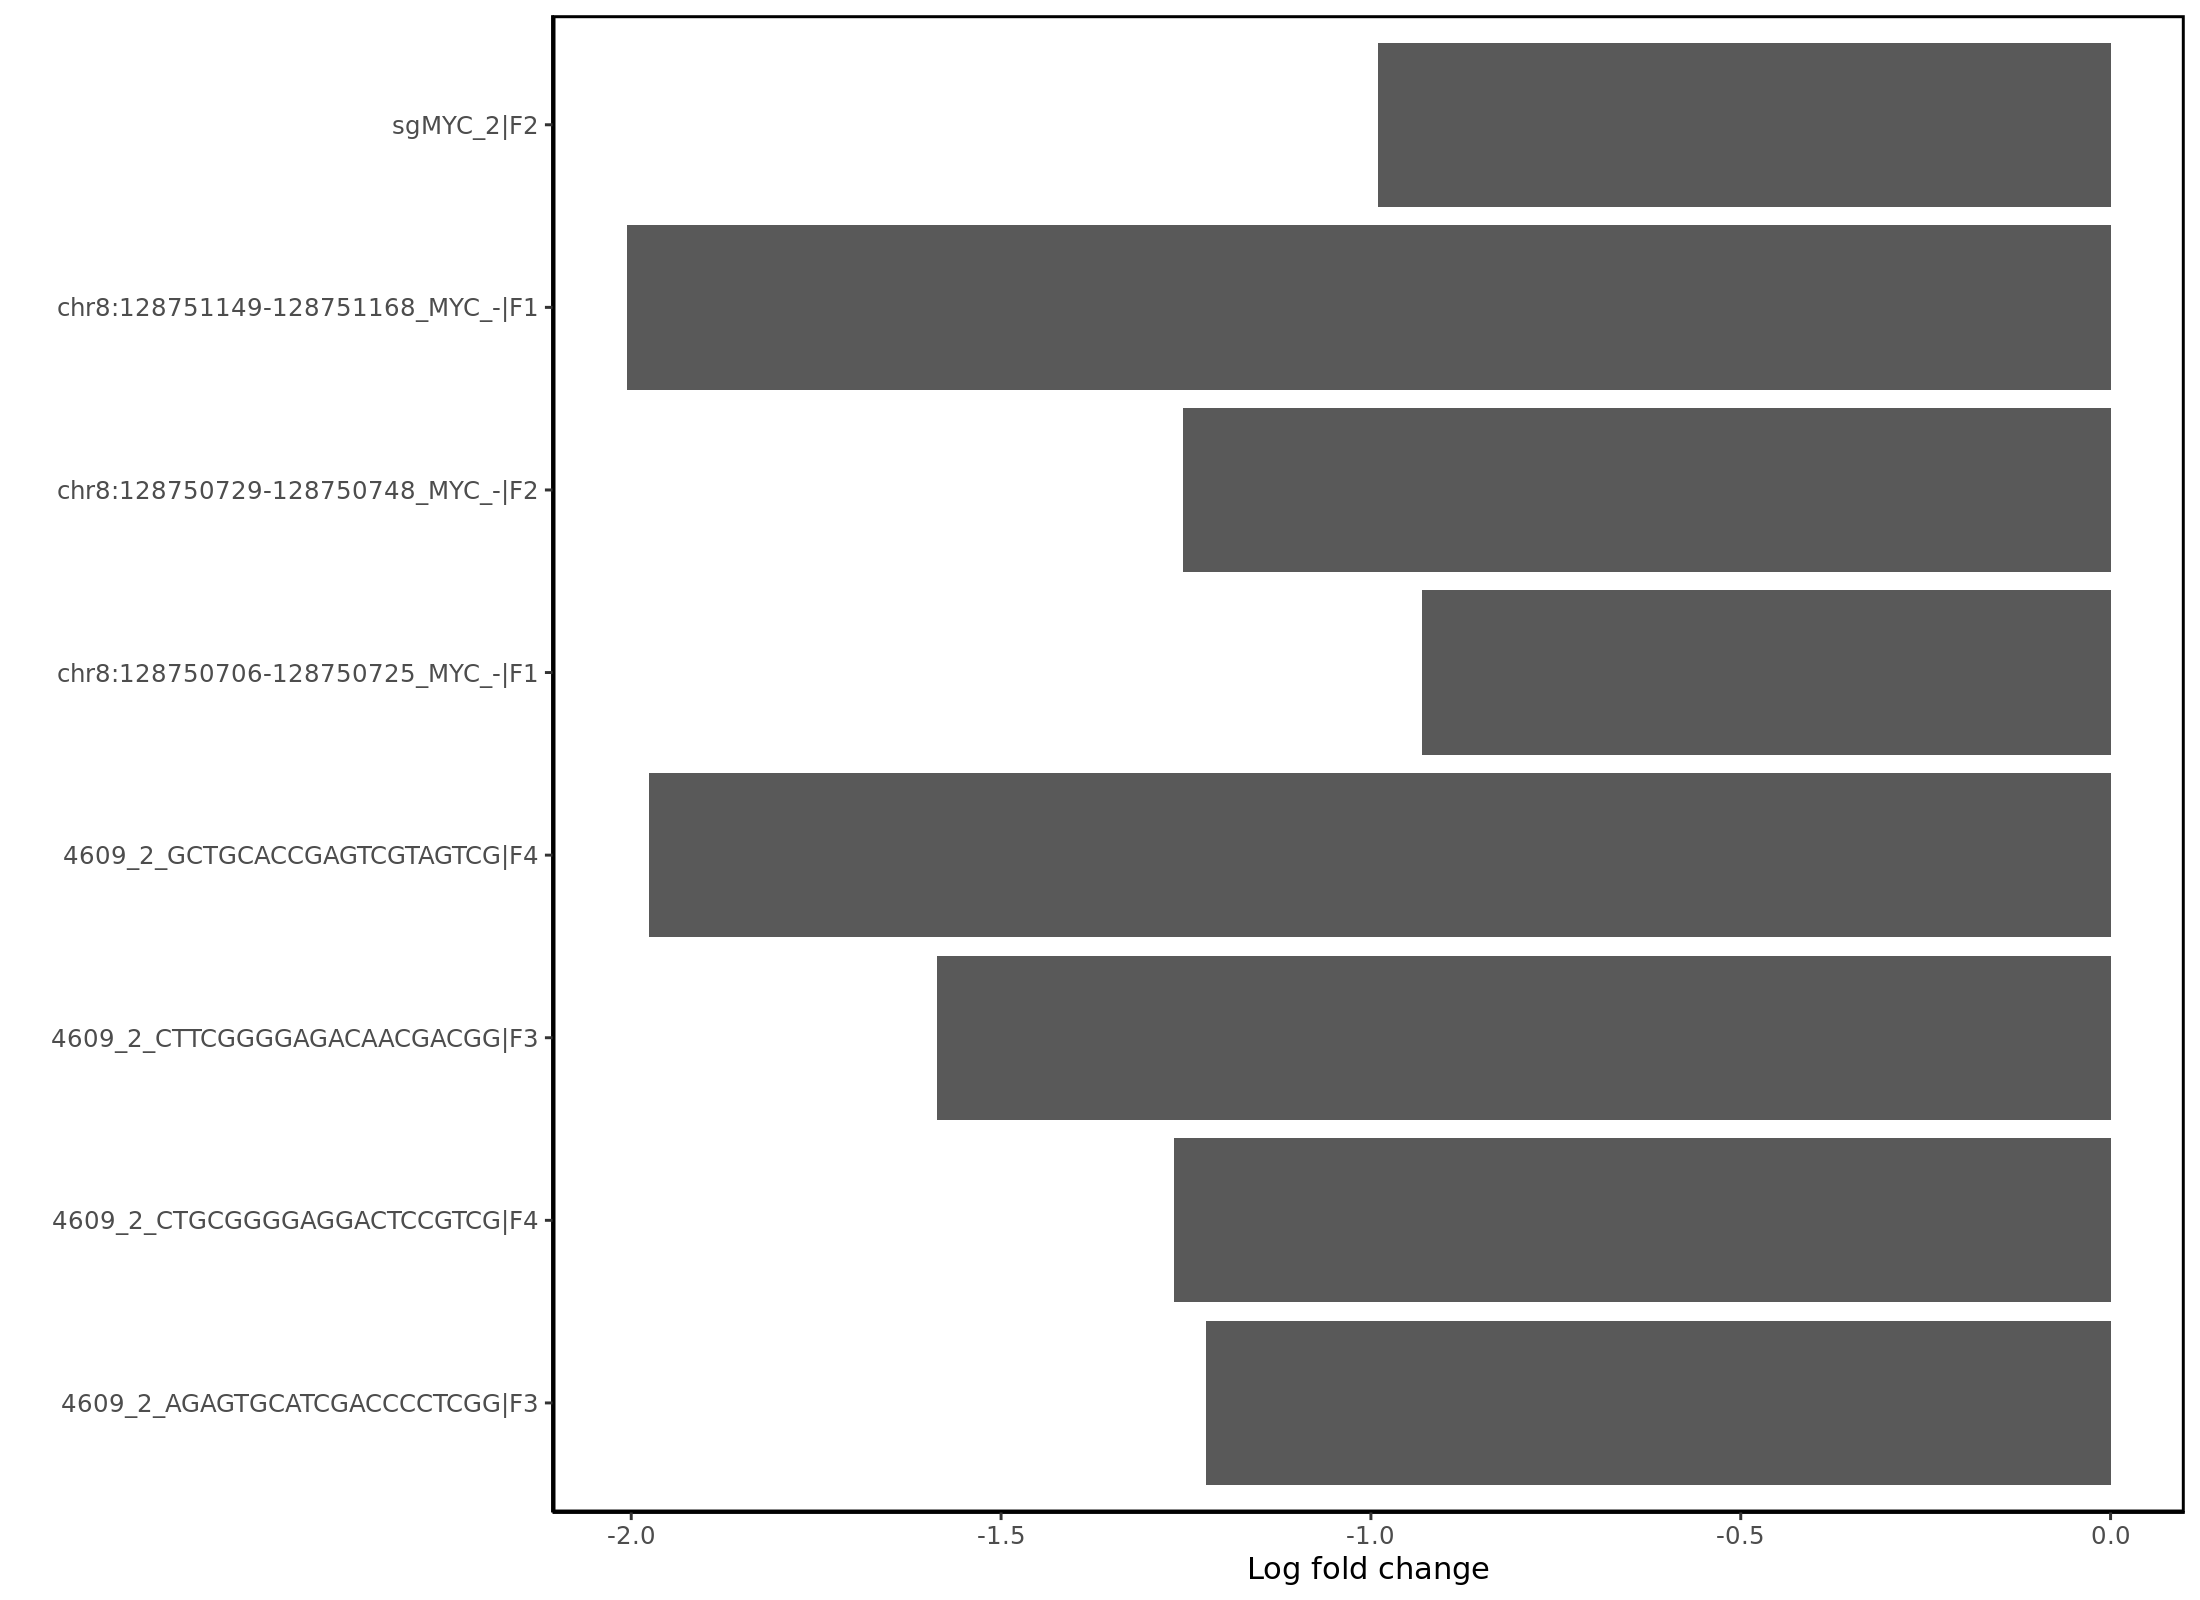 sgMYC_2|F2
chr8:128751149-128751168_MYC_-|F1
chr8:128750729-128750748_MYC_-|F2
chr8:128750706-128750725_MYC_-|F1
4609_2_GCTGCACCGAGTCGTAGTCG|F4
4609_2_CTTCGGGGAGACAACGACGG|F3
4609_2_CTGCGGGGAGGACTCCGTCG|F4
4609_2_AGAGTGCATCGACCCCTCGG|F3
-2.0 -1.5 -1.0 -0.5 0.0
Log fold change